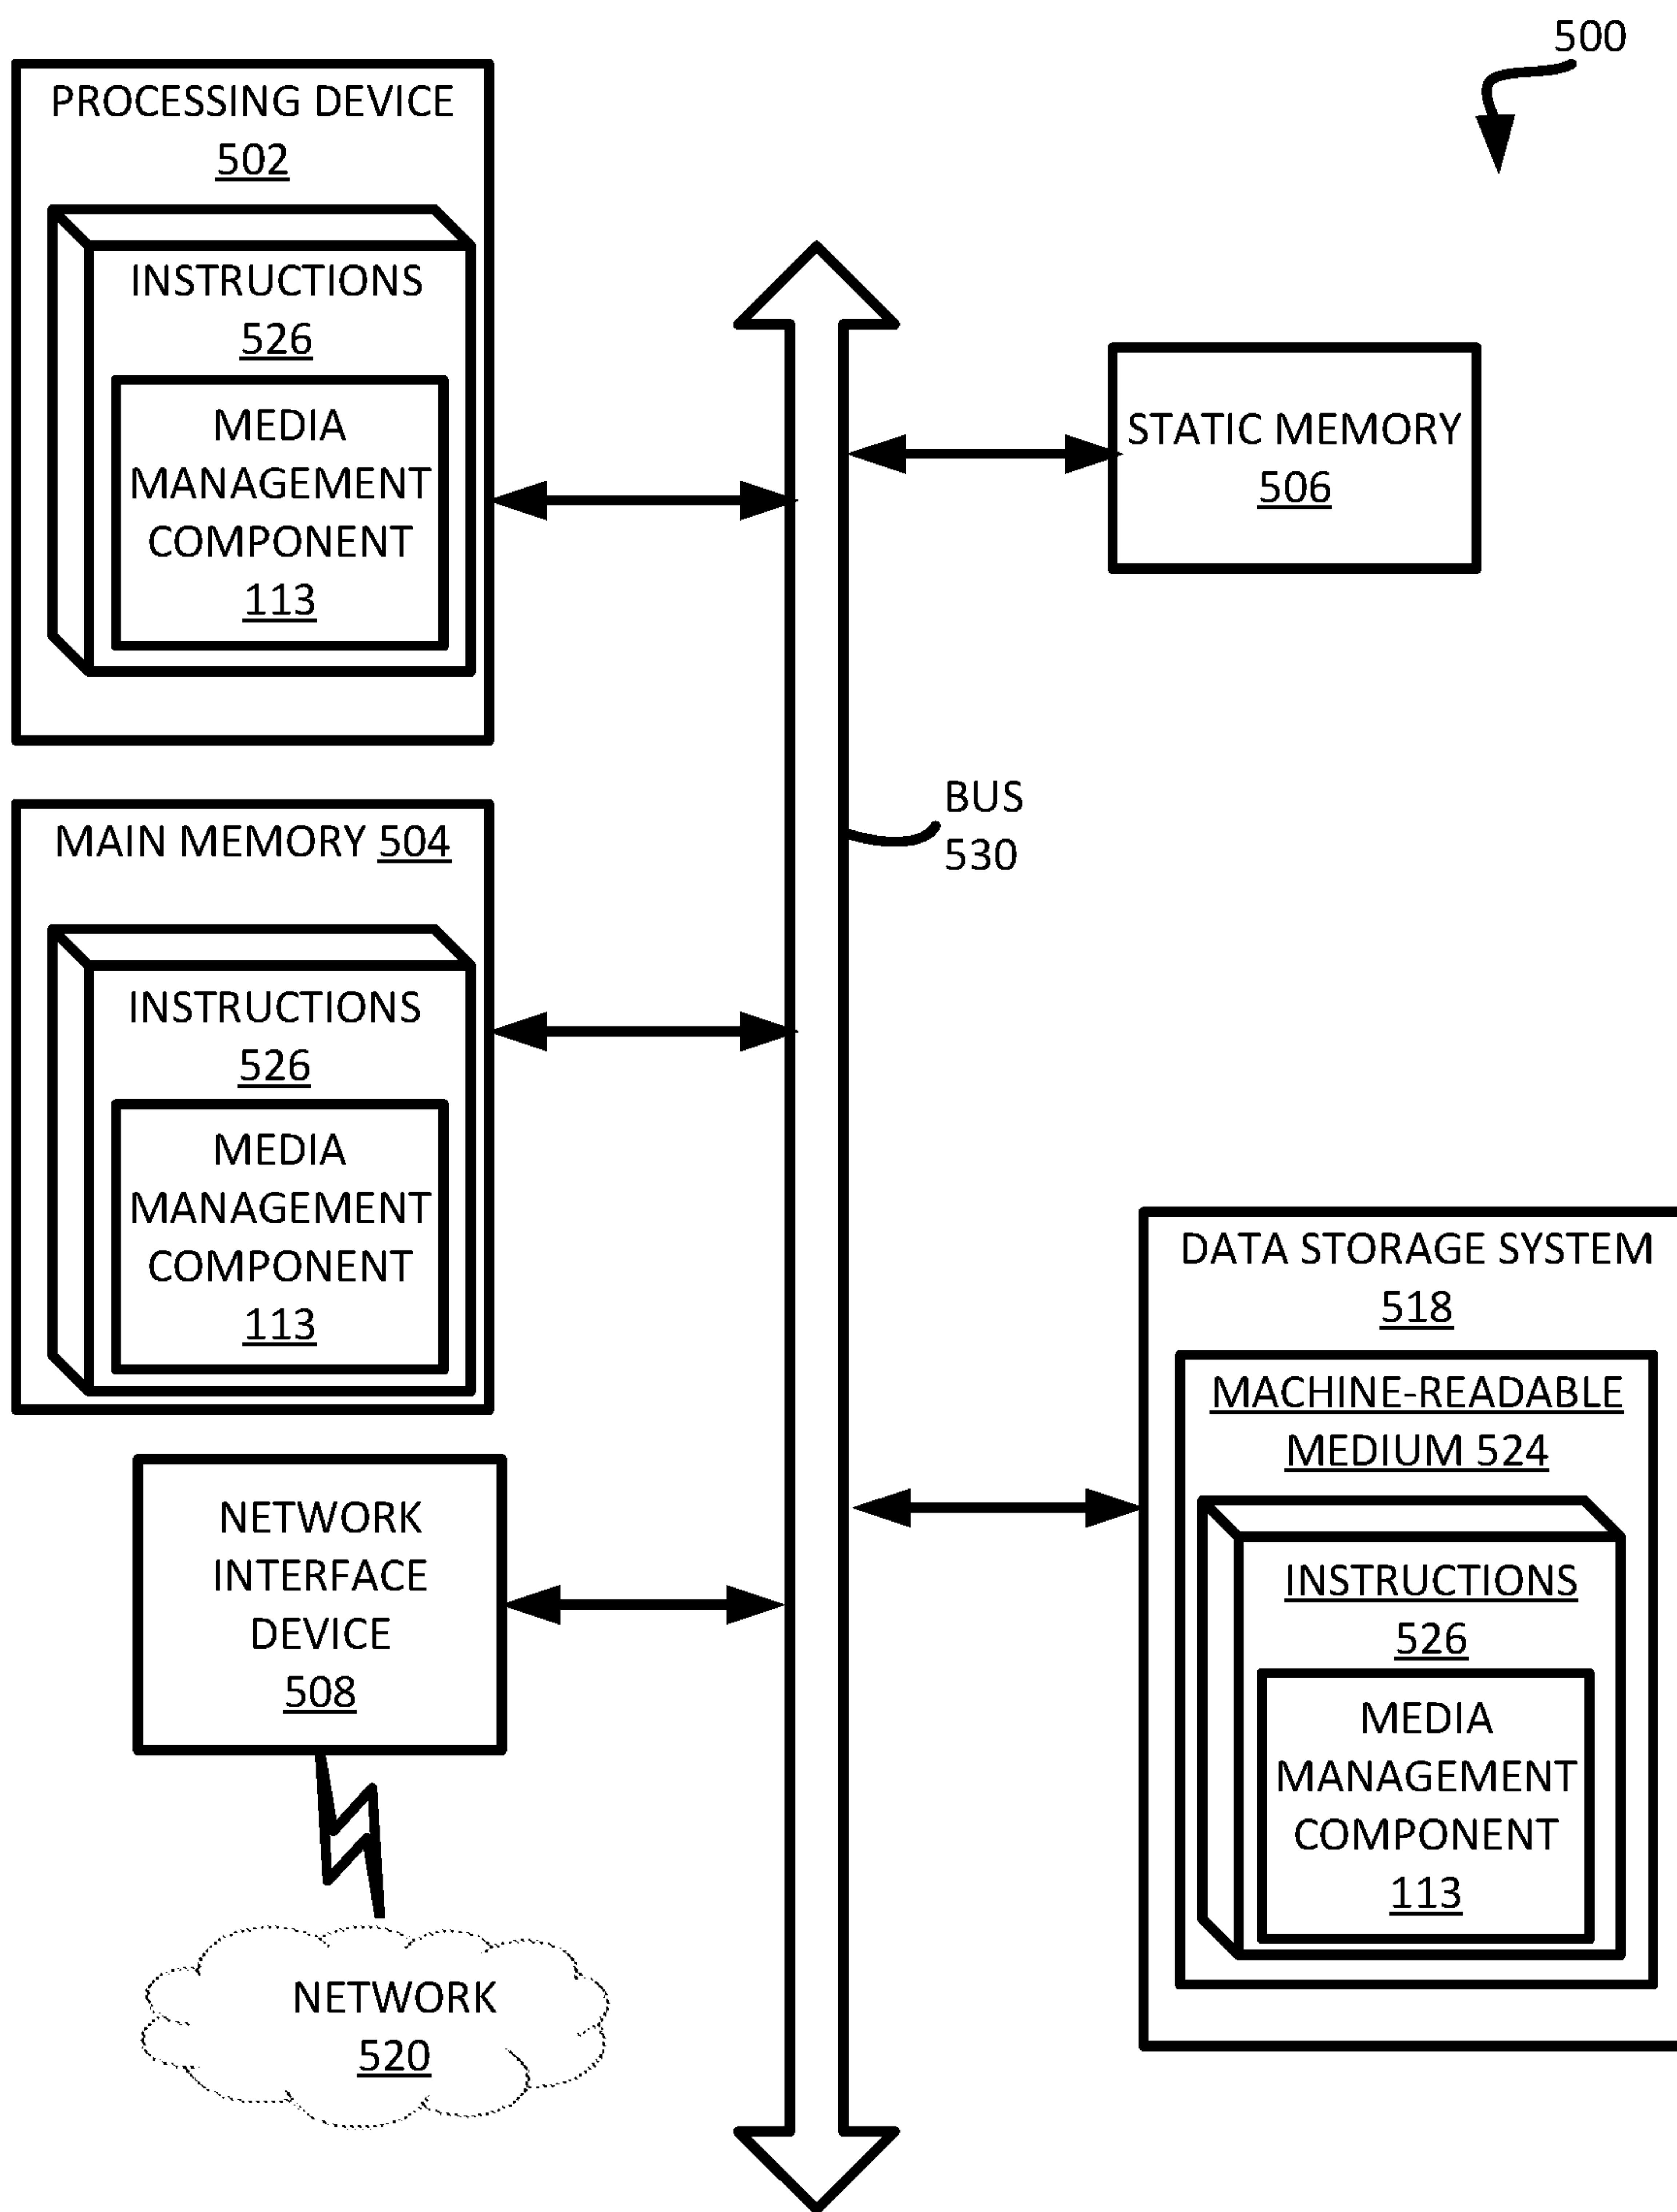 500
PROCESSING DEVICE
502
INSTRUCTIONS
526
MEDIA
MANAGEMENT
COMPONENT
113
STATIC MEMORY
506
BUS
530
MAIN MEMORY 504
INSTRUCTIONS
526
MEDIA
MANAGEMENT
COMPONENT
113
DATA STORAGE SYSTEM
518
MACHINE-READABLE
MEDIUM 524
INSTRUCTIONS
526
MEDIA
MANAGEMENT
COMPONENT
113
NETWORK
INTERFACE
DEVICE
508
NETWORK
520